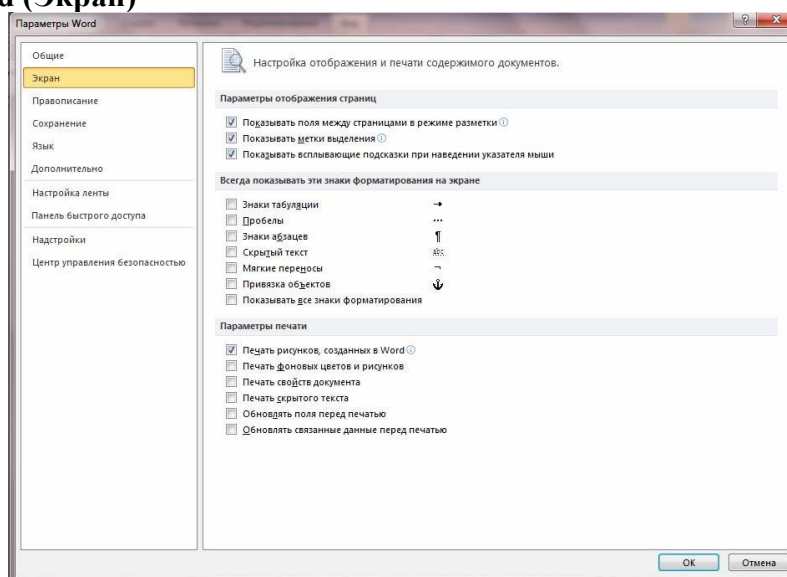 d (Экран)
Параметры Word
Общие
Экран
Правописание
Сохранение
Язык
Дополнительно
Настройка ленты
Панель быстрого доступа
Надстройки
Центр управления безопасностью
Настройка отображения и печати содержимого документов.
Параметры отображения страниц
Показывать поля между страницами в режиме разметки
Показывать метки выделения
Показывать всплывающие подсказки при наведении указателя мыши
Всегда показывать эти знаки форматирования на экране
Знаки табуляции →
Пробелы ...
Знаки абзацев ¶
Скрытый текст abc
Мягкие переносы ¬
Привязка объектов
Показывать все знаки форматирования
Параметры печати
Печать рисунков, созданных в Word
Печать фоновых цветов и рисунков
Печать свойств документа
Печать скрытого текста
Обновлять поля перед печатью
Обновлять связанные данные перед печатью
ОК Отмена